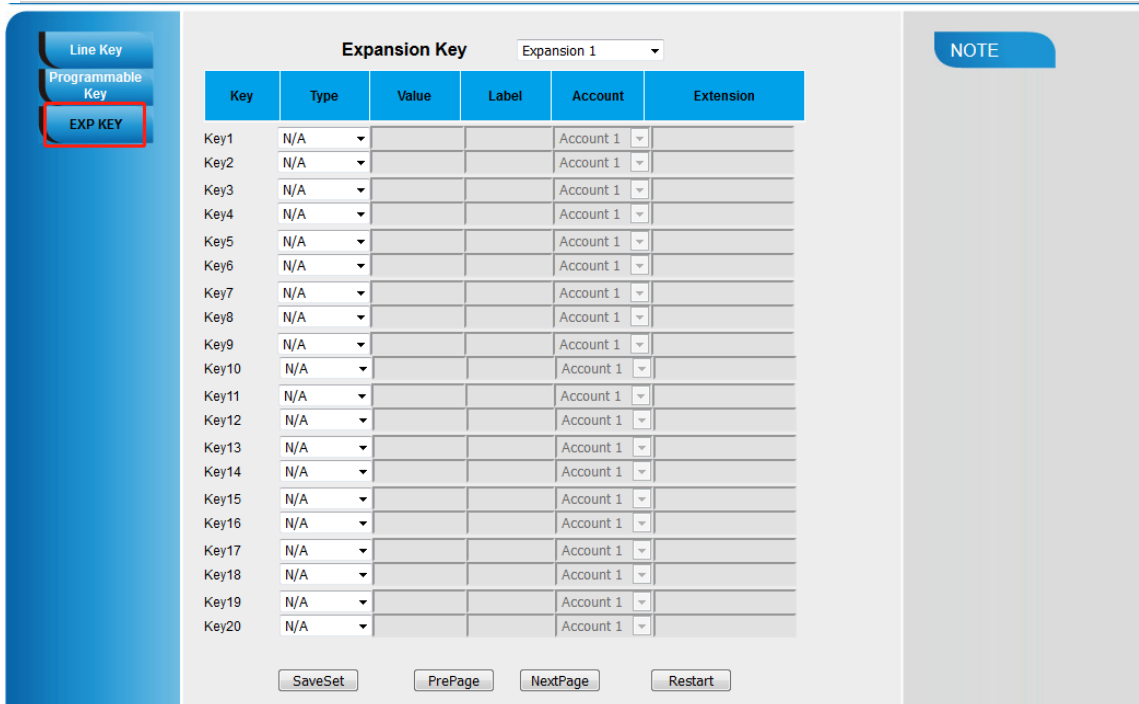 Line Key
Programmable
Key
EXP KEY
Expansion Key Expansion 1
Key Type Value Label Account Extension
Key1 N/A Account 1
Key2 N/A Account 1
Key3 N/A Account 1
Key4 N/A Account 1
Key5 N/A Account 1
Key6 N/A Account 1
Key7 N/A Account 1
Key8 N/A Account 1
Key9 N/A Account 1
Key10 N/A Account 1
Key11 N/A Account 1
Key12 N/A Account 1
Key13 N/A Account 1
Key14 N/A Account 1
Key15 N/A Account 1
Key16 N/A Account 1
Key17 N/A Account 1
Key18 N/A Account 1
Key19 N/A Account 1
Key20 N/A Account 1
SaveSet PrePage NextPage Restart
NOTE